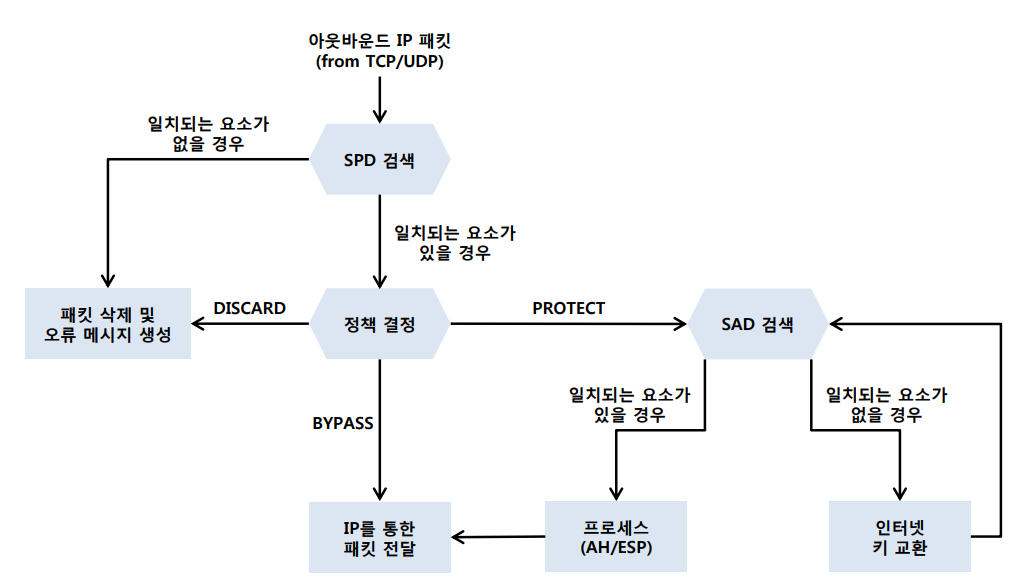 아웃바운드 IP 패킷
(from TCP/UDP)
일치되는 요소가
없을 경우
SPD 검색
일치되는 요소가
있을 경우
패킷 삭제 및
오류 메시지 생성
DISCARD
정책 결정
PROTECT
SAD 검색
BYPASS
일치되는 요소가
있을 경우
일치되는 요소가
없을 경우
IP를 통한
패킷 전달
프로세스
(AH/ESP)
인터넷
키 교환